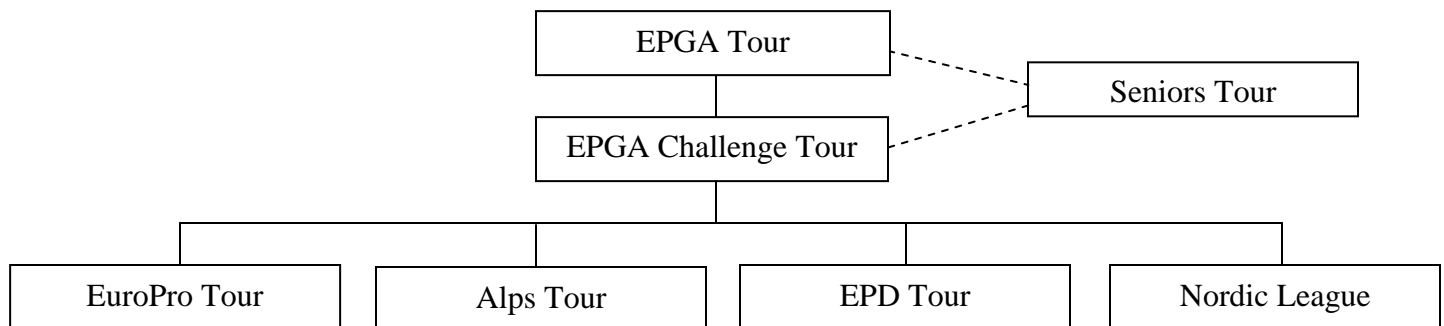 EPGA Tour
Seniors Tour
EPGA Challenge Tour
EuroPro Tour
Alps Tour
EPD Tour
Nordic League